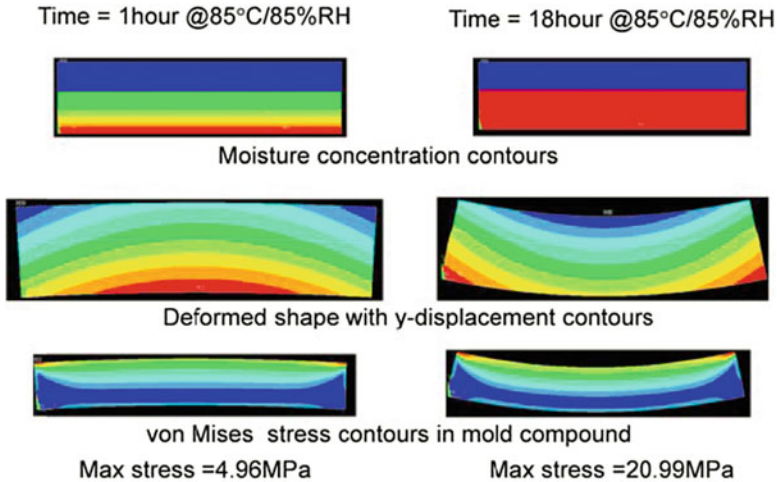 Time = 1hour @85°C/85%RH
Time = 18hour @85°C/85%RH
Moisture concentration contours
Deformed shape with y-displacement contours
von Mises stress contours in mold compound
Max stress =4.96MPa
Max stress =20.99MPa